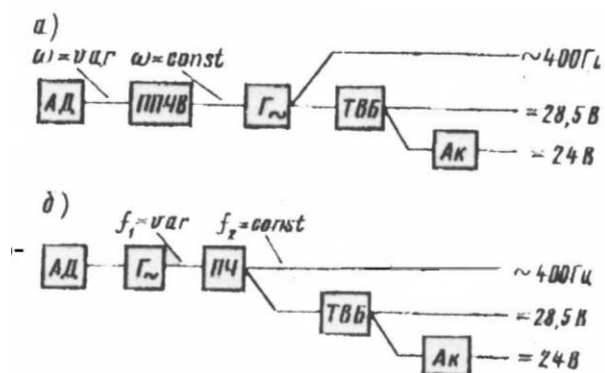 а)
ω=var ω=const
~400Гц
АД ППЧВ Г~ ТВБ =28,5 В
Ак =24 В
б)
f₁=var f₂=const
АД Г~ ПЧ ~400Гц
ТВБ =28,5 В
Ак =24 В